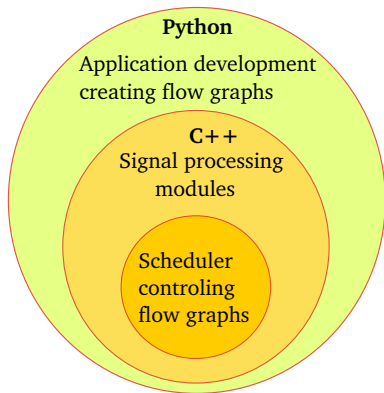 Python
Application development
creating flow graphs
C++
Signal processing
modules
Scheduler
controling
flow graphs